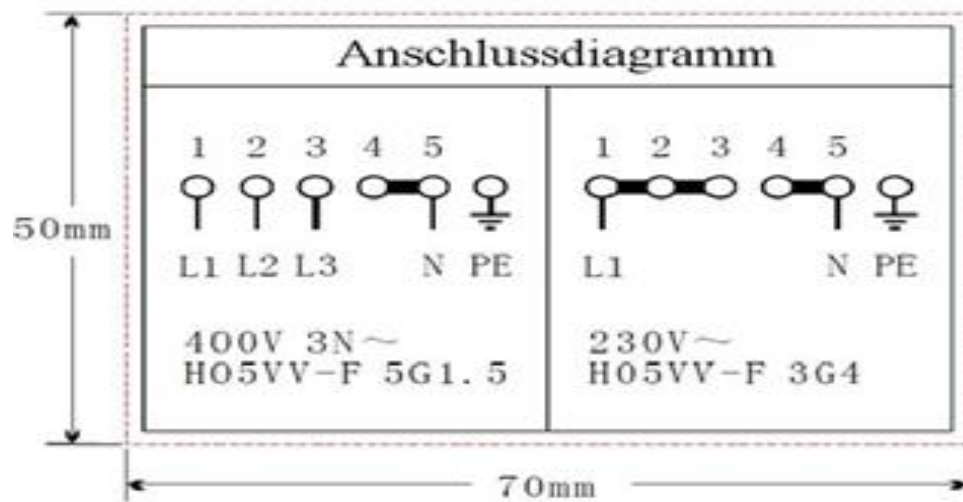 Anschlussdiagramm
1 2 3 4 5
L1 L2 L3 N PE
400V 3N～
H05VV-F 5G1.5
1 2 3 4 5
L1 N PE
230V～
H05VV-F 3G4
50mm
70mm